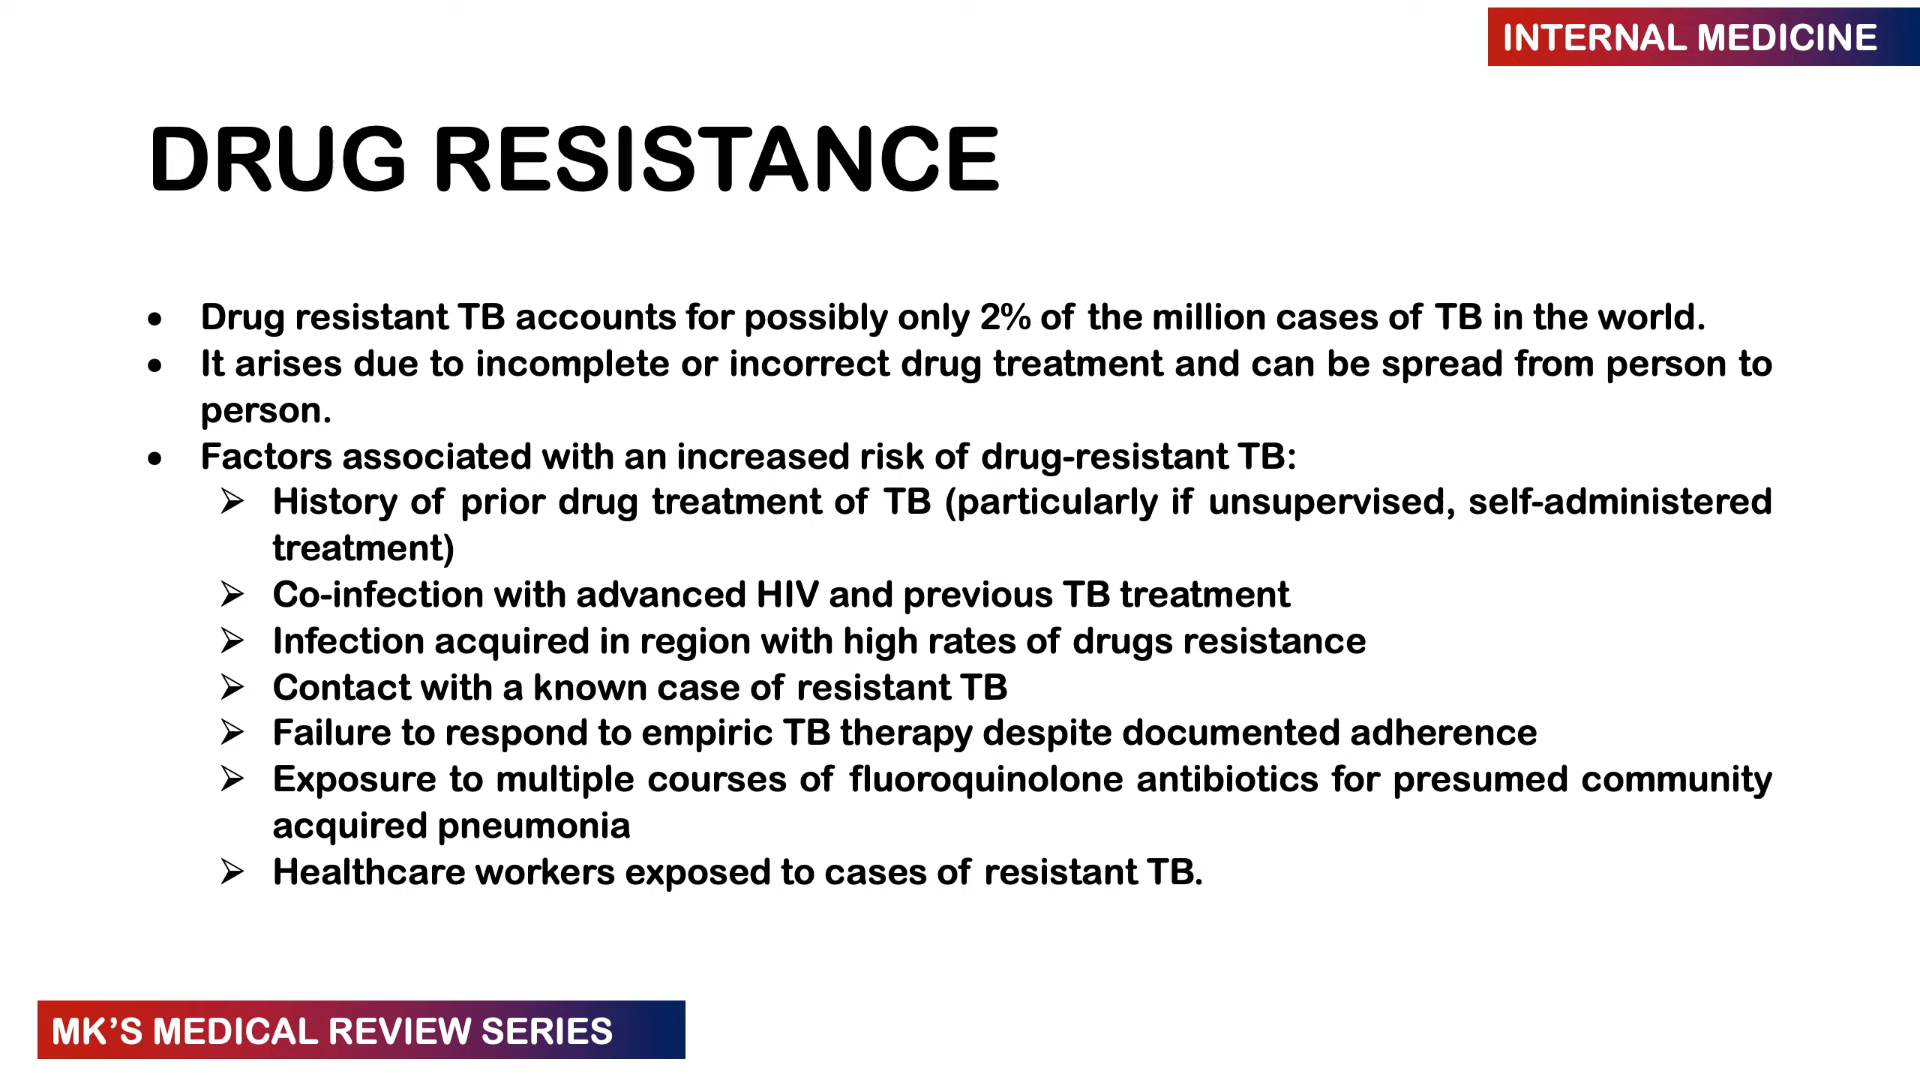 INTERNAL MEDICINE
DRUG RESISTANCE
• Drug resistant TB accounts for possibly only 2% of the million cases of TB in the world.
• It arises due to incomplete or incorrect drug treatment and can be spread from person to
person.
• Factors associated with an increased risk of drug-resistant TB:
➢ History of prior drug treatment of TB (particularly if unsupervised, self-administered
treatment)
➢ Co-infection with advanced HIV and previous TB treatment
➢ Infection acquired in region with high rates of drugs resistance
➢ Contact with a known case of resistant TB
➢ Failure to respond to empiric TB therapy despite documented adherence
➢ Exposure to multiple courses of fluoroquinolone antibiotics for presumed community
acquired pneumonia
➢ Healthcare workers exposed to cases of resistant TB.
MK’S MEDICAL REVIEW SERIES